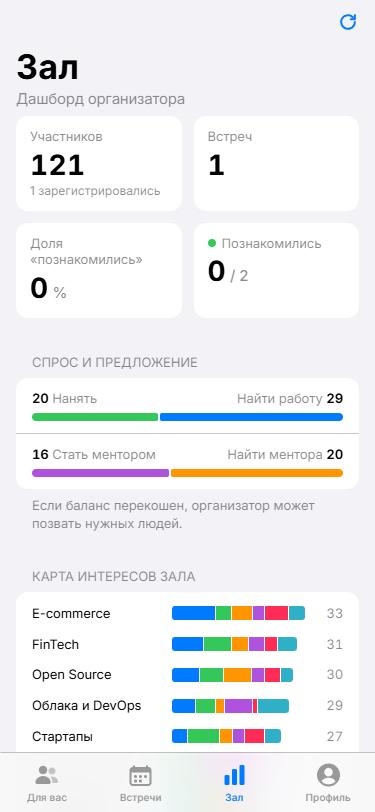 Зал
Дашборд организатора
Участников
121
1 зарегистрировались
Встреч
1
Доля
«познакомились»
0 %
Познакомились
0 / 2
СПРОС И ПРЕДЛОЖЕНИЕ
20 Нанять
Найти работу 29
16 Стать ментором
Найти ментора 20
Если баланс перекошен, организатор может
позвать нужных людей.
КАРТА ИНТЕРЕСОВ ЗАЛА
E-commerce 33
FinTech 31
Open Source 30
Облака и DevOps 29
Стартапы 27
Для вас
Встречи
Зал
Профиль